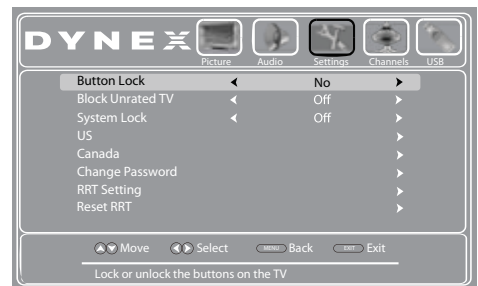 DYNEX
Picture Audio Settings Channels USB
Button Lock No
Block Unrated TV Off
System Lock Off
US
Canada
Change Password
RRT Setting
Reset RRT
Move Select MENU Back EXIT Exit
Lock or unlock the buttons on the TV